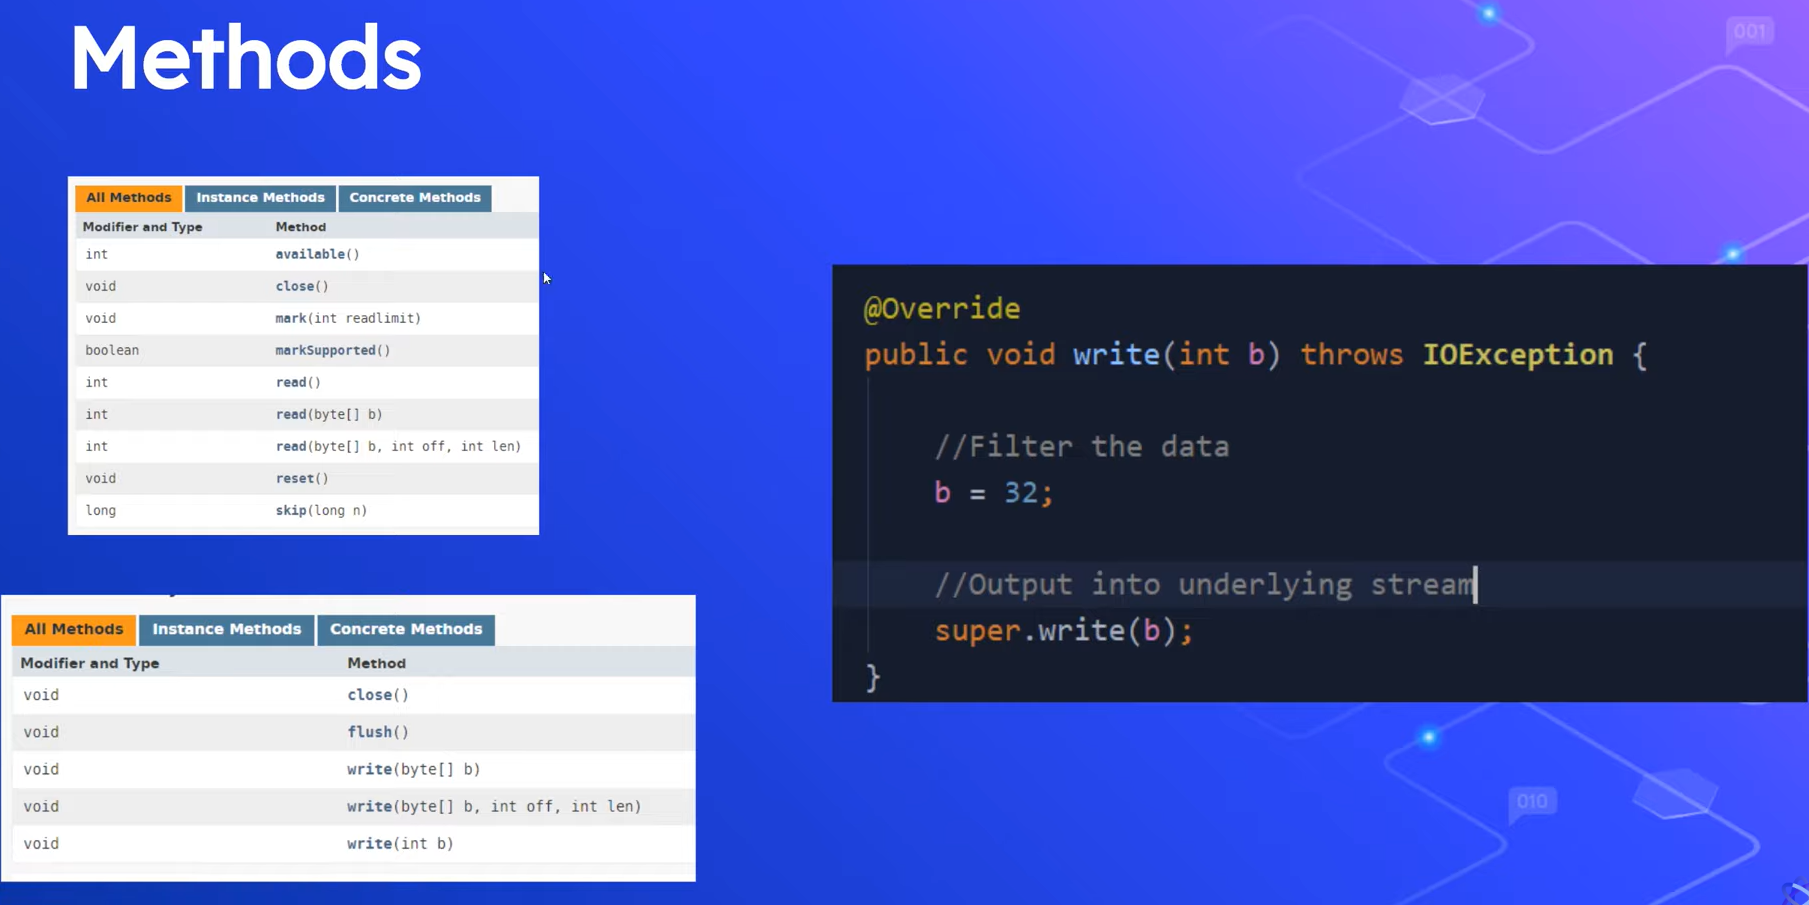 Methods
001
All Methods Instance Methods Concrete Methods
Modifier and Type Method
int available()
void close()
void mark(int readlimit)
boolean markSupported()
int read()
int read(byte[] b)
int read(byte[] b, int off, int len)
void reset()
long skip(long n)
All Methods Instance Methods Concrete Methods
Modifier and Type Method
void close()
void flush()
void write(byte[] b)
void write(byte[] b, int off, int len)
void write(int b)
@Override
public void write(int b) throws IOException {
//Filter the data
b = 32;
//Output into underlying stream
super.write(b);
}
010